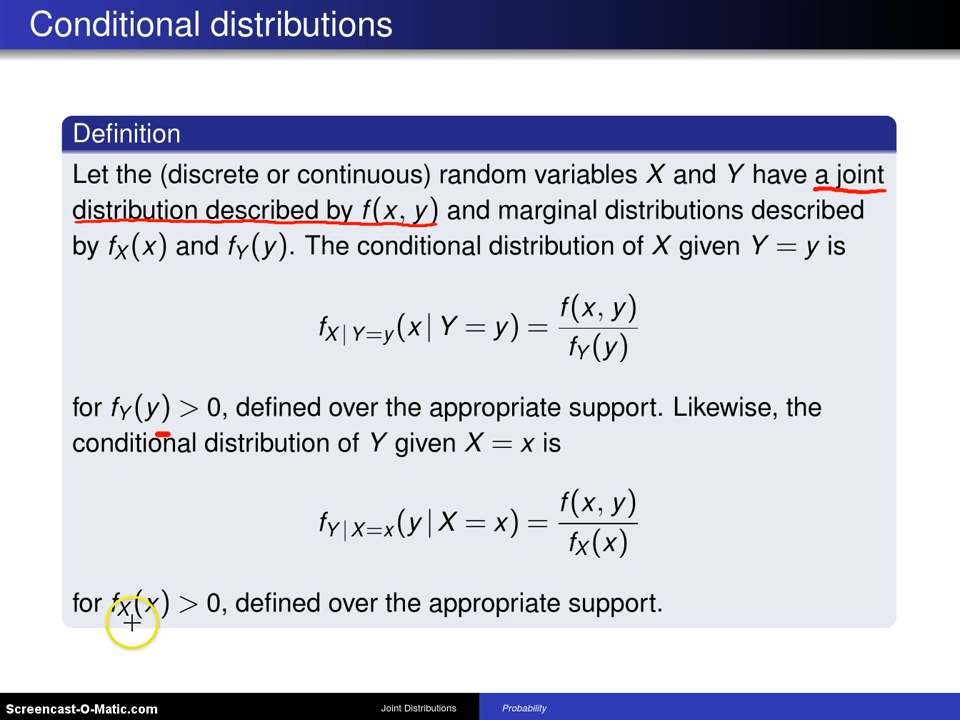 Conditional distributions
Definition
Let the (discrete or continuous) random variables X and Y have a joint
distribution described by f(x, y) and marginal distributions described
by f_X(x) and f_Y(y). The conditional distribution of X given Y = y is
f_{X | Y=y}(x | Y = y) = f(x, y) / f_Y(y)
for f_Y(y) > 0, defined over the appropriate support. Likewise, the
conditional distribution of Y given X = x is
f_{Y | X=x}(y | X = x) = f(x, y) / f_X(x)
for f_X(x) > 0, defined over the appropriate support.
Screencast-O-Matic.com Joint Distributions Probability